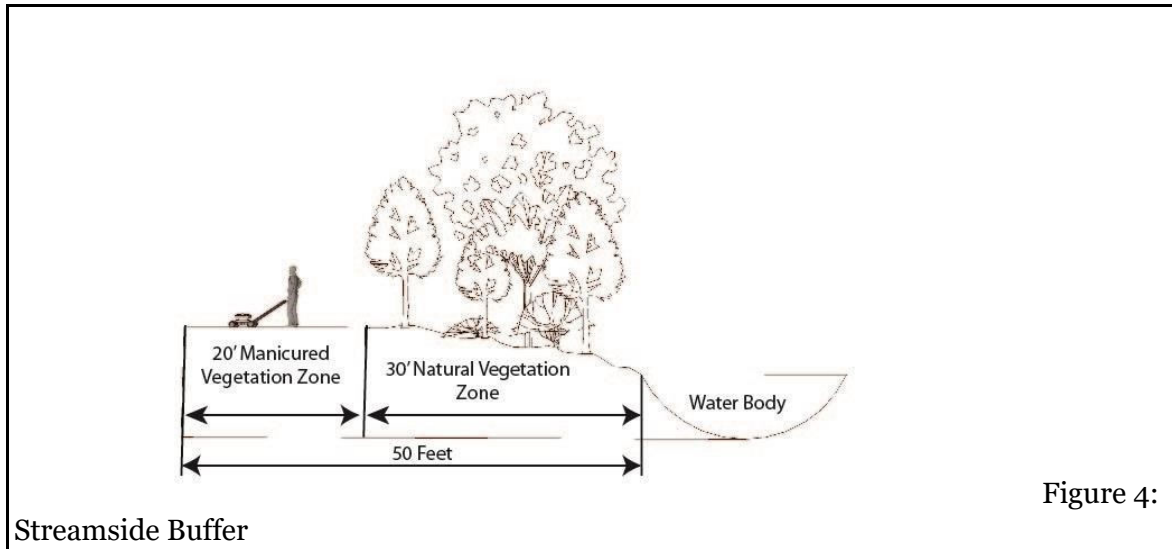 20' Manicured
Vegetation Zone
30' Natural Vegetation
Zone
Water Body
50 Feet
Figure 4:
Streamside Buffer